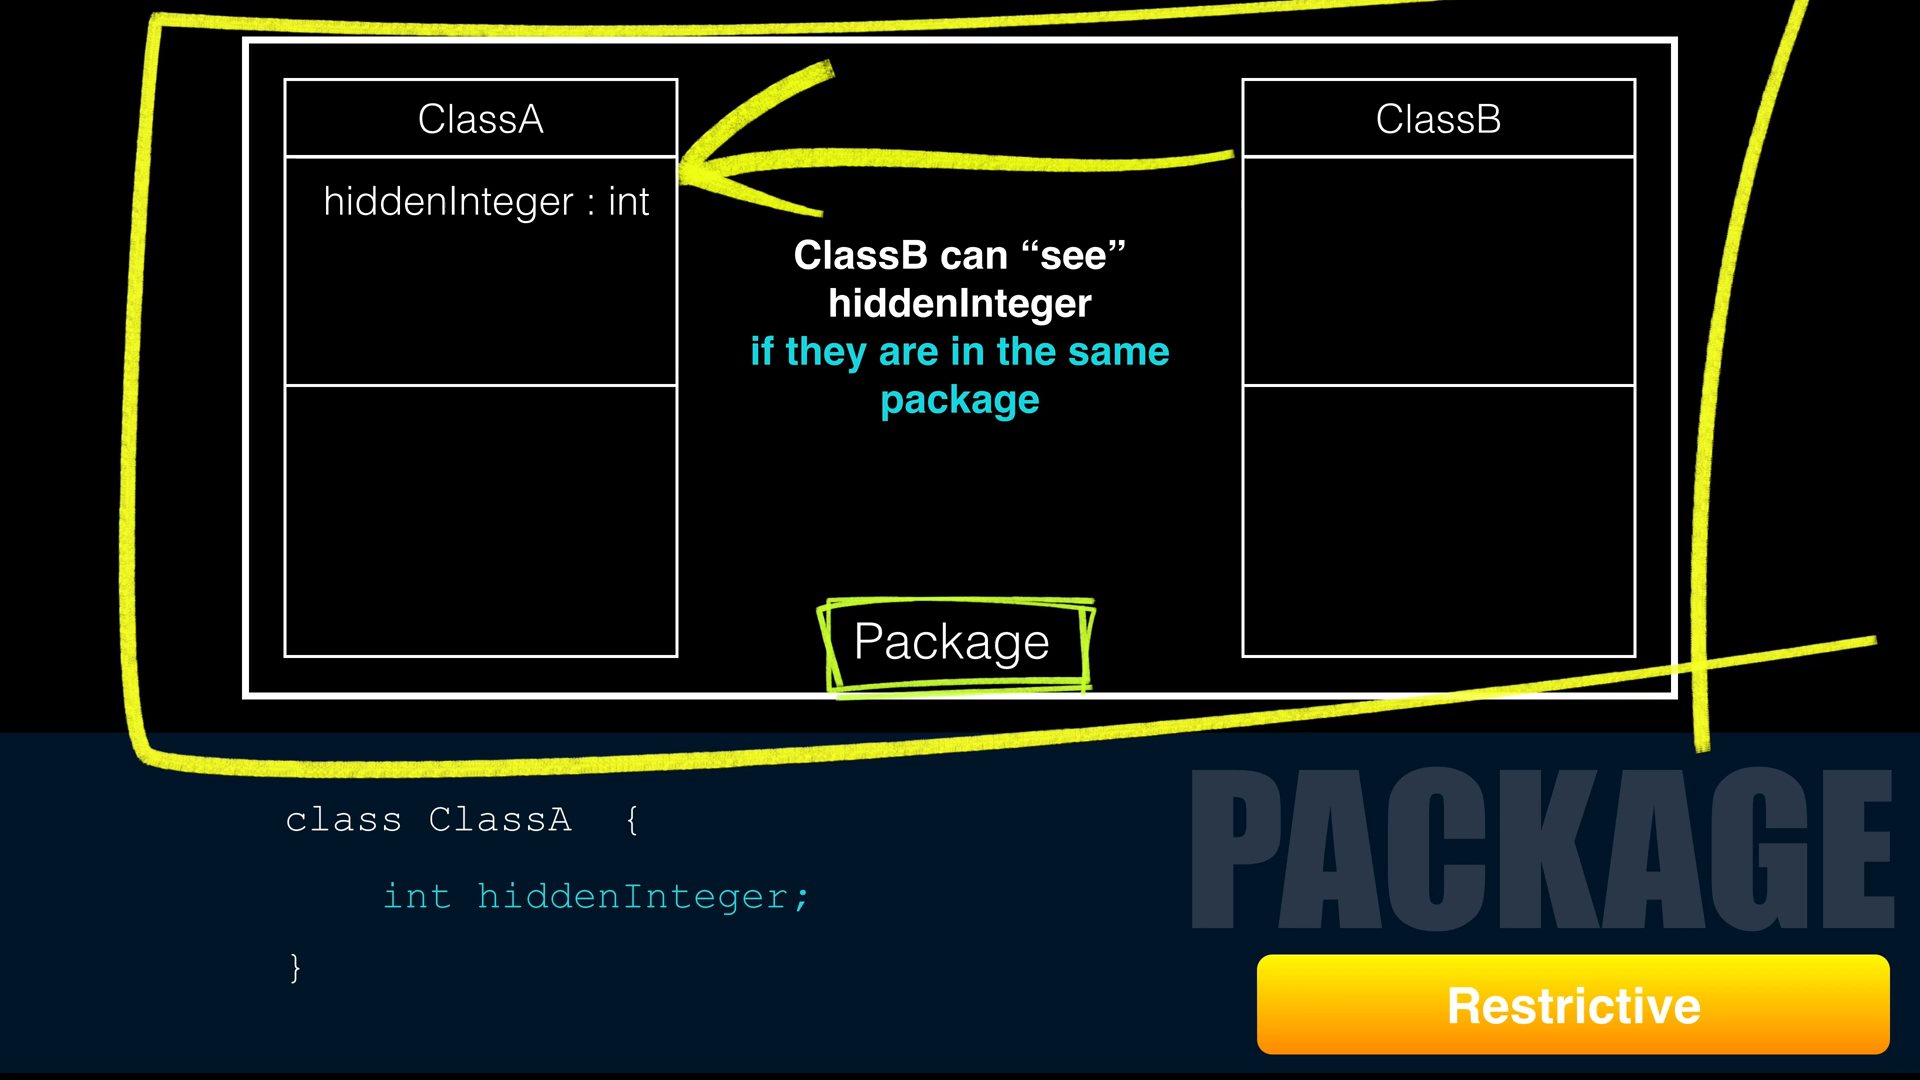 ClassA
ClassB
hiddenInteger : int
ClassB can “see”
hiddenInteger
if they are in the same
package
Package
class ClassA  {
int hiddenInteger;
}
PACKAGE
Restrictive